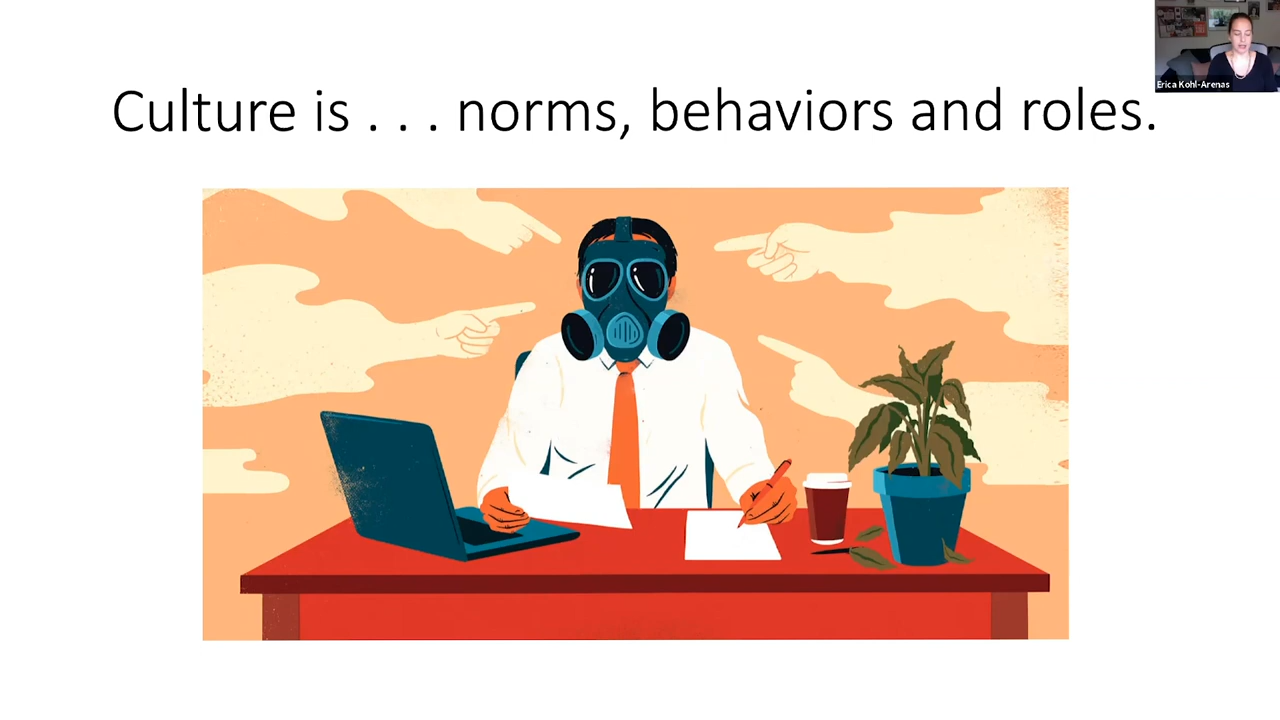 Erica Kohl-Arenas
Culture is . . . norms, behaviors and roles.